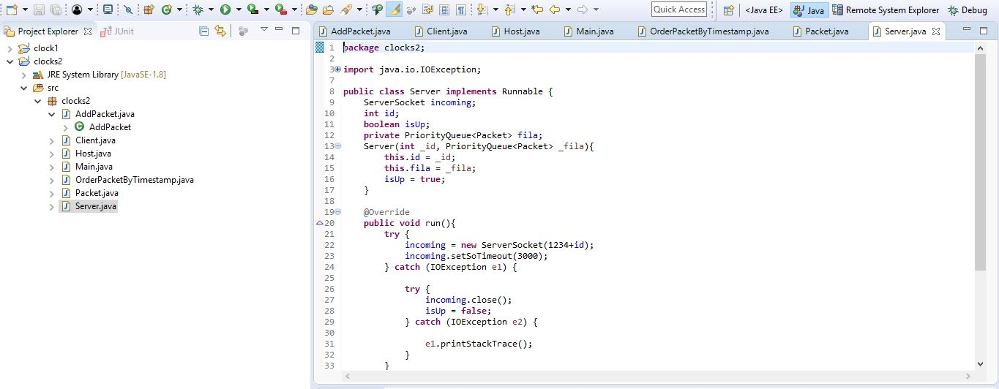 Quick Access
<Java EE>
Java
Remote System Explorer
Debug
Project Explorer
JUnit
clock1
clocks2
JRE System Library [JavaSE-1.8]
src
clocks2
AddPacket.java
AddPacket
Client.java
Host.java
Main.java
OrderPacketByTimestamp.java
Packet.java
Server.java
AddPacket.java
Client.java
Host.java
Main.java
OrderPacketByTimestamp.java
Packet.java
Server.java
1 package clocks2;
2
3 import java.io.IOException;
7
8 public class Server implements Runnable {
9 ServerSocket incoming;
10 int id;
11 boolean isUp;
12 private PriorityQueue<Packet> fila;
13 Server(int _id, PriorityQueue<Packet> _fila){
14 this.id = _id;
15 this.fila = _fila;
16 isUp = true;
17 }
18
19 @Override
20 public void run(){
21 try {
22 incoming = new ServerSocket(1234+id);
23 incoming.setSoTimeout(3000);
24 } catch (IOException e1) {
25
26 try {
27 incoming.close();
28 isUp = false;
29 } catch (IOException e2) {
30
31 e1.printStackTrace();
32 }
33 }